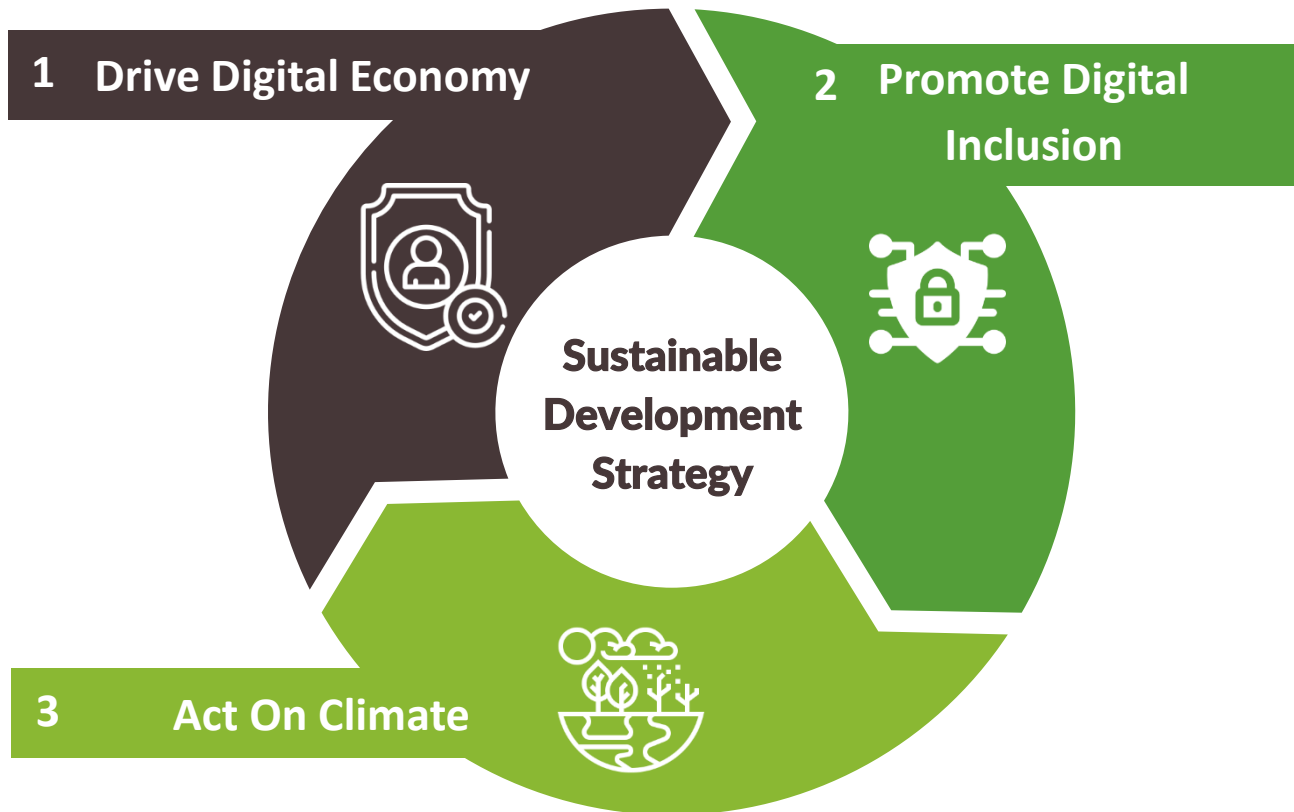 1 Drive Digital Economy
2 Promote Digital
Inclusion
Sustainable
Development
Strategy
3 Act On Climate